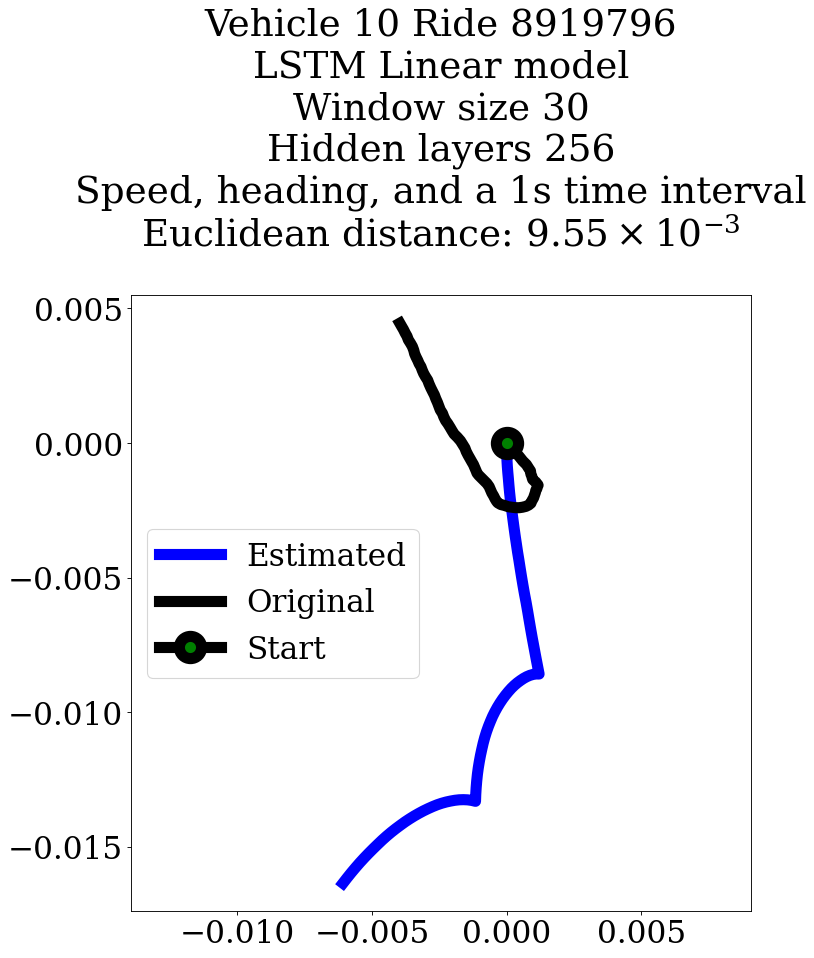 Vehicle 10 Ride 8919796
LSTM Linear model
Window size 30
Hidden layers 256
Speed, heading, and a 1s time interval
Euclidean distance: 9.55 × 10⁻³
0.005
0.000
−0.005
−0.010
−0.015
Estimated
Original
Start
−0.010 −0.005 0.000 0.005